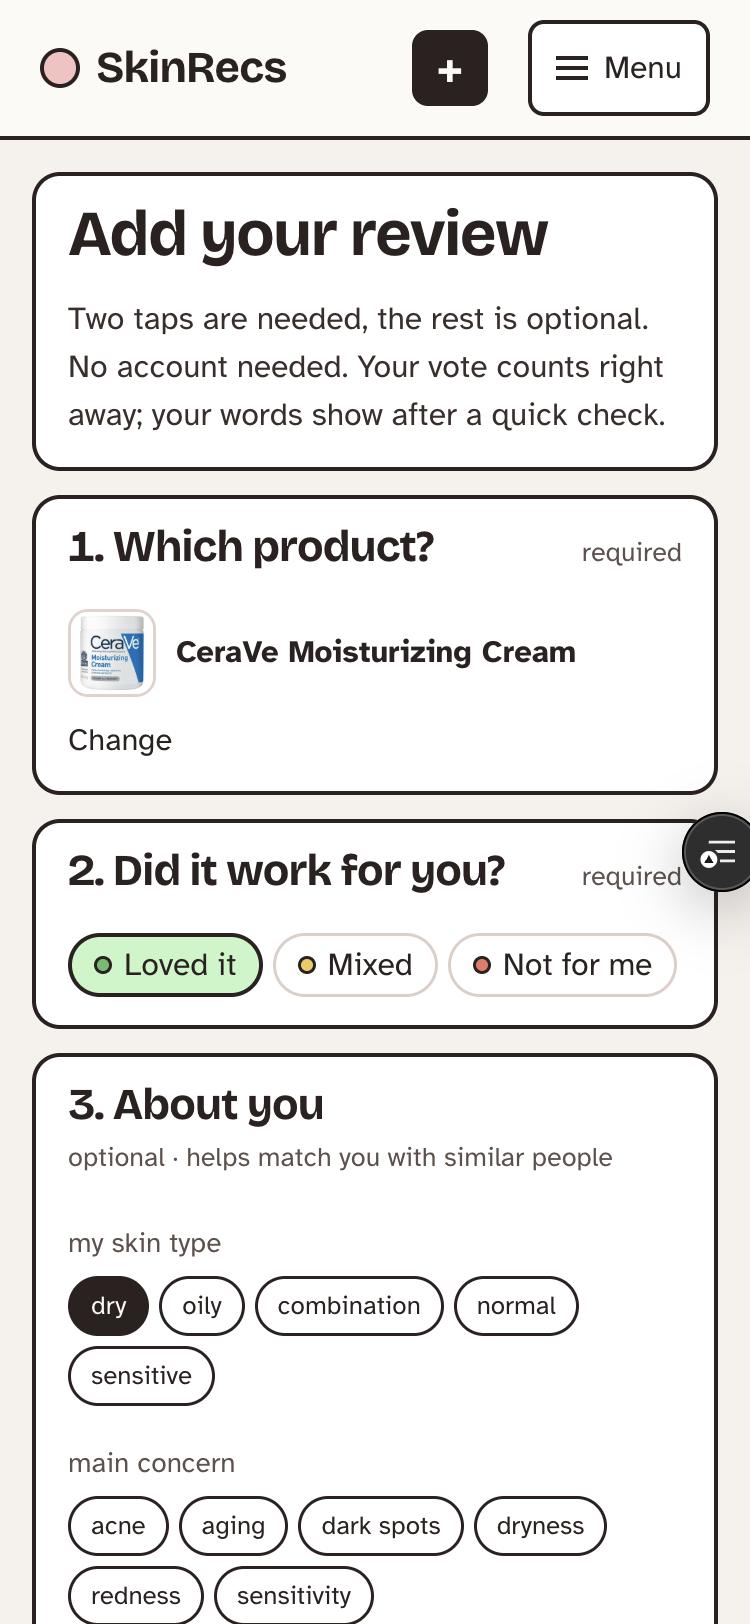 SkinRecs
+
Menu
Add your review
Two taps are needed, the rest is optional.
No account needed. Your vote counts right
away; your words show after a quick check.
1. Which product?
required
CeraVe
Moisturizing
Cream
CeraVe Moisturizing Cream
Change
2. Did it work for you?
required
Loved it
Mixed
Not for me
3. About you
optional · helps match you with similar people
my skin type
dry
oily
combination
normal
sensitive
main concern
acne
aging
dark spots
dryness
redness
sensitivity